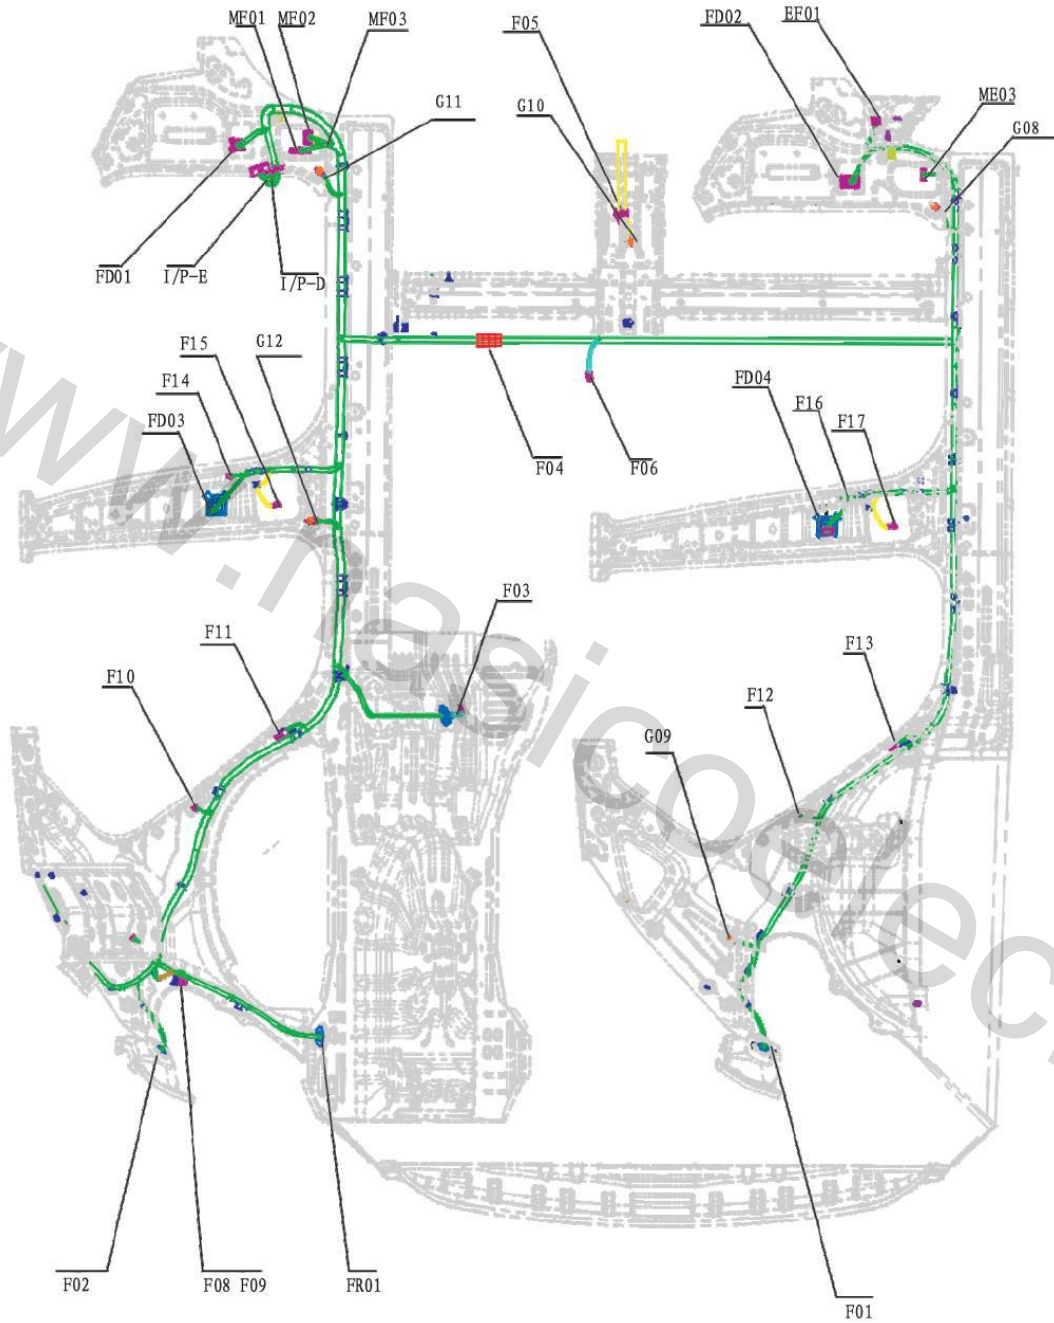 MF01 MF02 MF03 F05 FD02 EF01
G11 G10 ME03 G08
FD01 I/P-E I/P-D
F15 G12
F14 FD04 F16
FD03 F04 F06 F17
F03
F11 F13
F10 F12
G09
F02 F08 F09 FR01
F01
www.nasicoelec